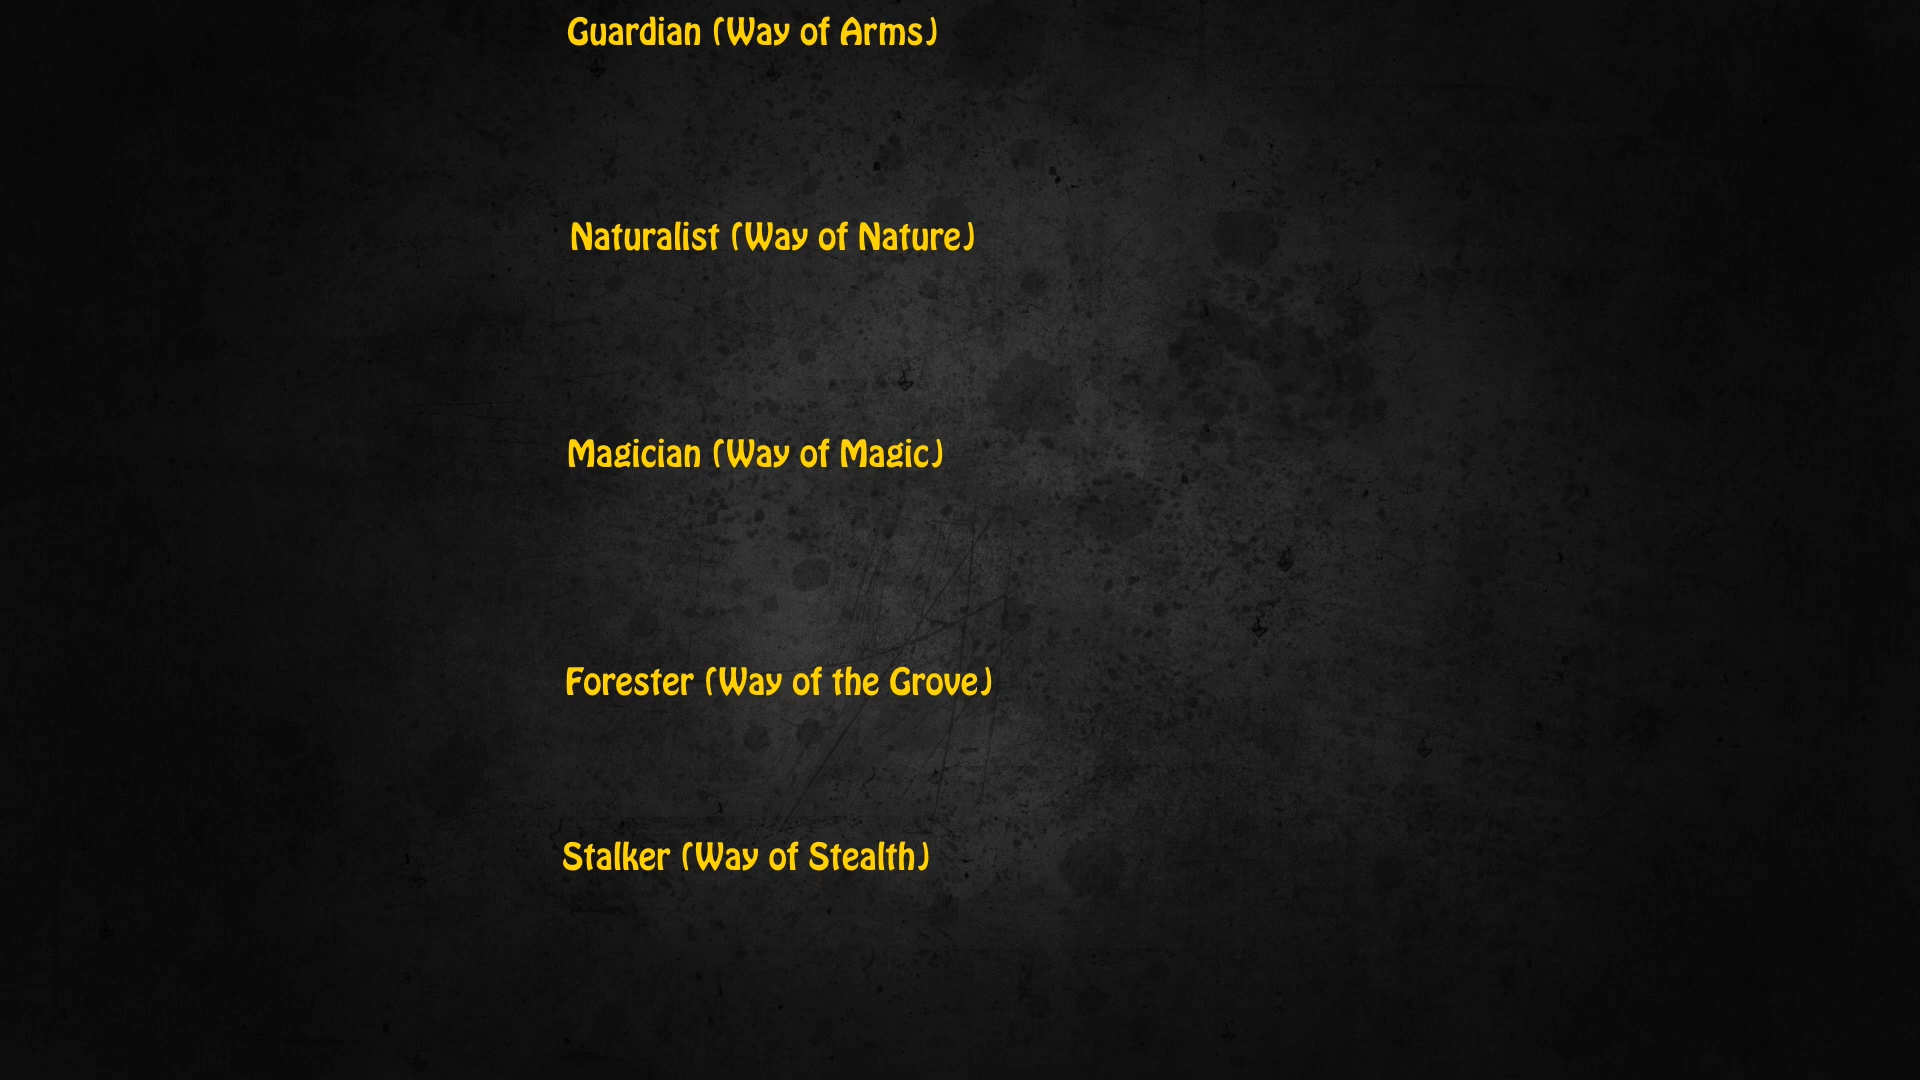 Guardian (Way of Arms)
Naturalist (Way of Nature)
Magician (Way of Magic)
Forester (Way of the Grove)
Stalker (Way of Stealth)